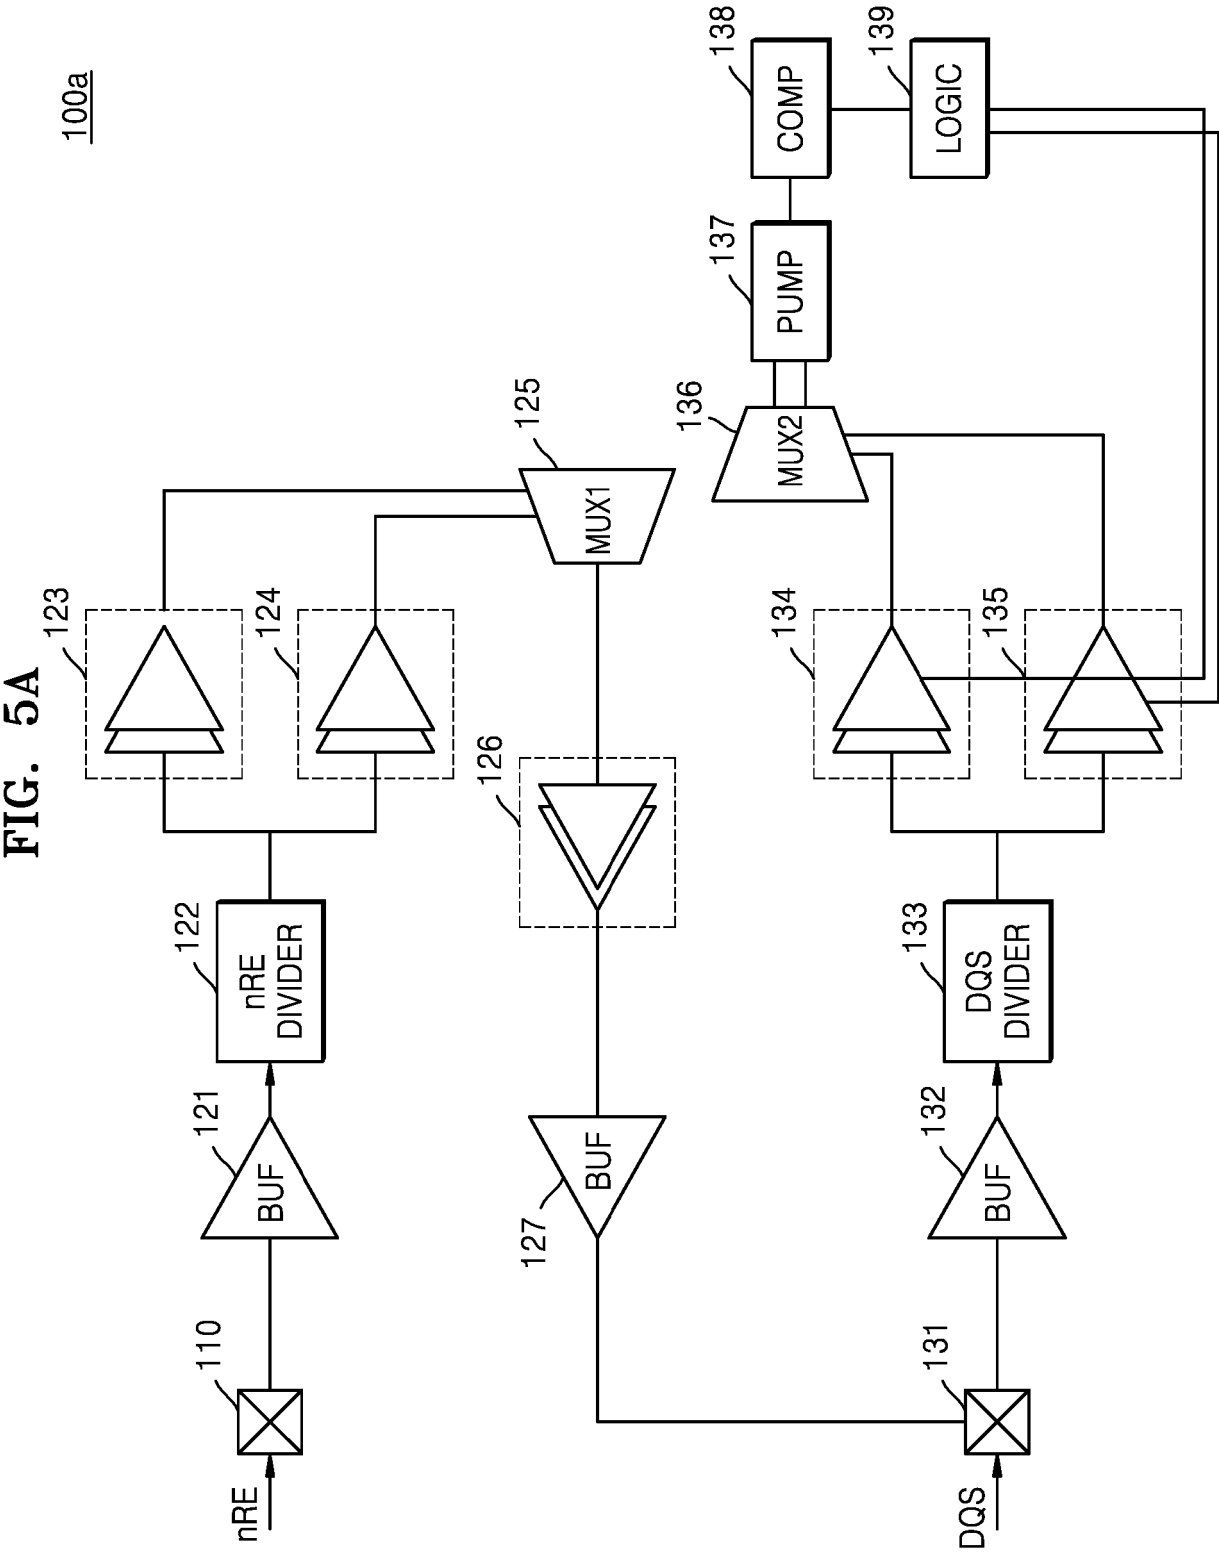 FIG. 5A
100a
nRE
110
121
BUF
122
nRE
DIVIDER
123
124
125
MUX1
126
127
BUF
DQS
131
132
BUF
133
DQS
DIVIDER
134
135
136
MUX2
137
PUMP
138
COMP
139
LOGIC